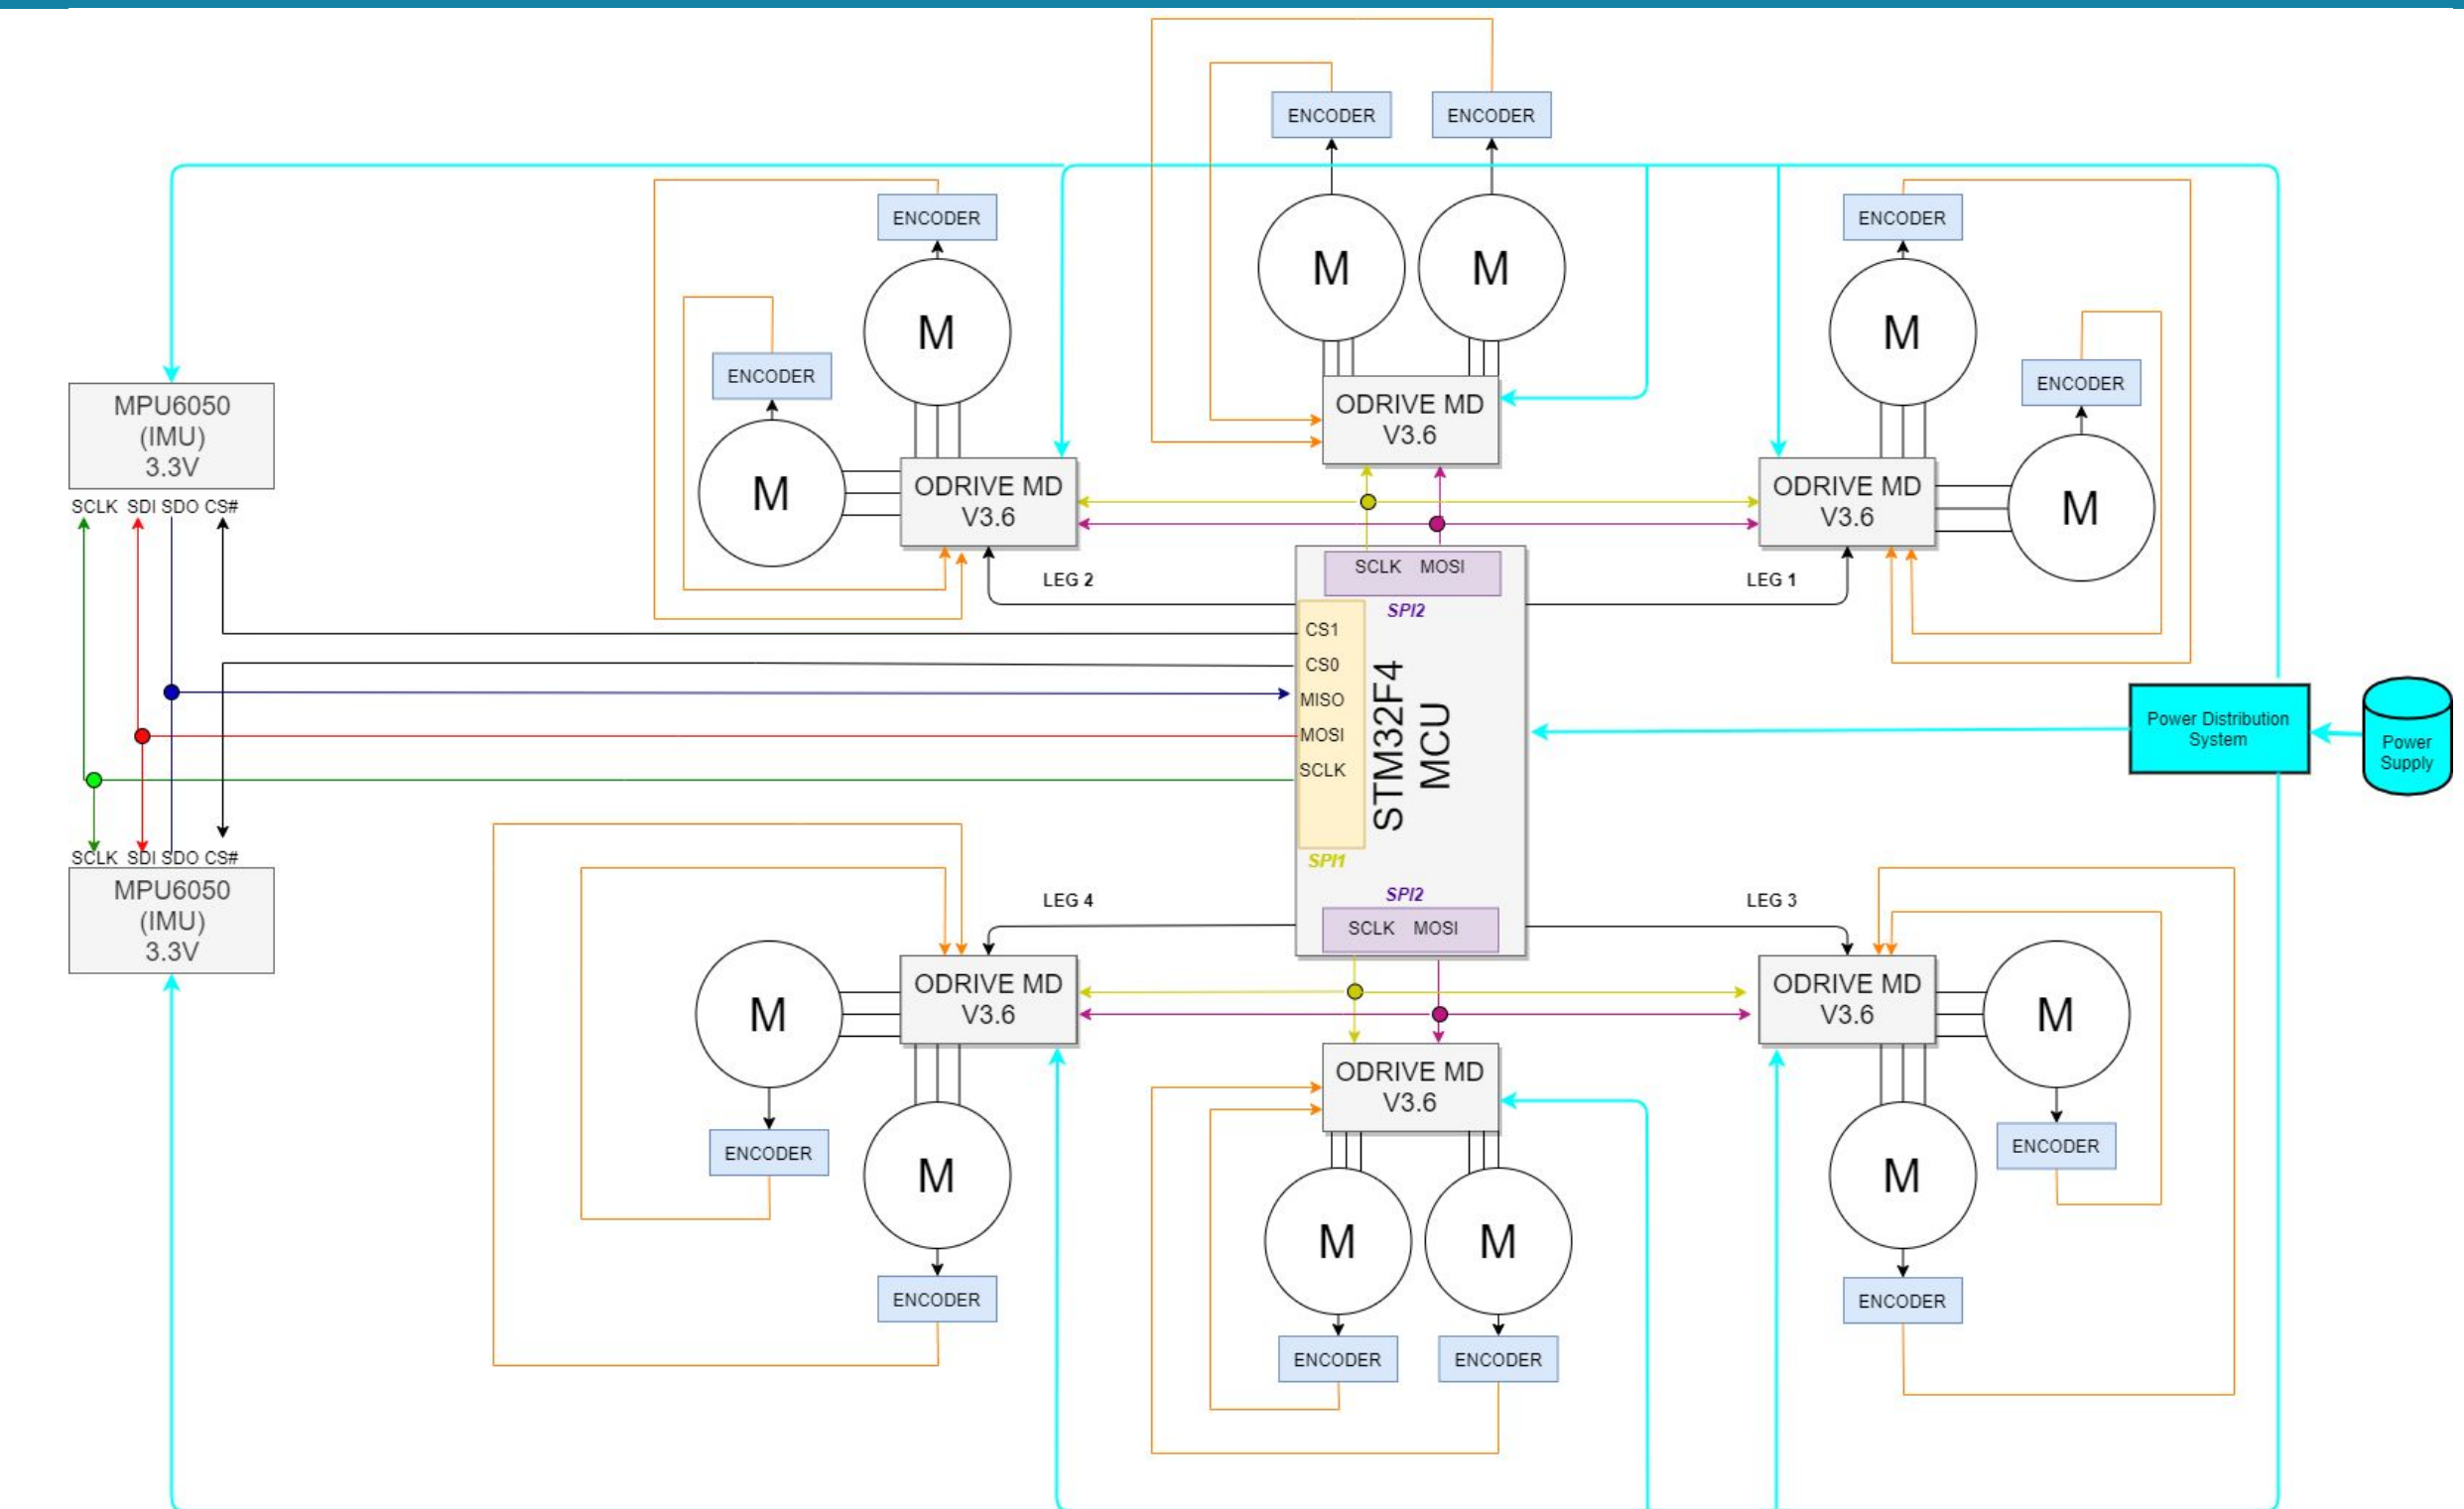 ENCODER
ENCODER
ENCODER
ENCODER
M
M
M
M
ENCODER
ENCODER
MPU6050
(IMU)
3.3V
ODRIVE MD
V3.6
M
M
SCLK SDI SDO CS#
ODRIVE MD
V3.6
ODRIVE MD
V3.6
LEG 2
SCLK MOSI
LEG 1
SPI2
CS1
CS0
MISO
MOSI
SCLK
STM32F4
MCU
SPI1
Power Distribution
System
Power
Supply
SCLK SDI SDO CS#
MPU6050
(IMU)
3.3V
LEG 4
SPI2
LEG 3
SCLK MOSI
ODRIVE MD
V3.6
ODRIVE MD
V3.6
M
M
ODRIVE MD
V3.6
ENCODER
M
M
ENCODER
M
M
ENCODER
ENCODER
ENCODER
ENCODER